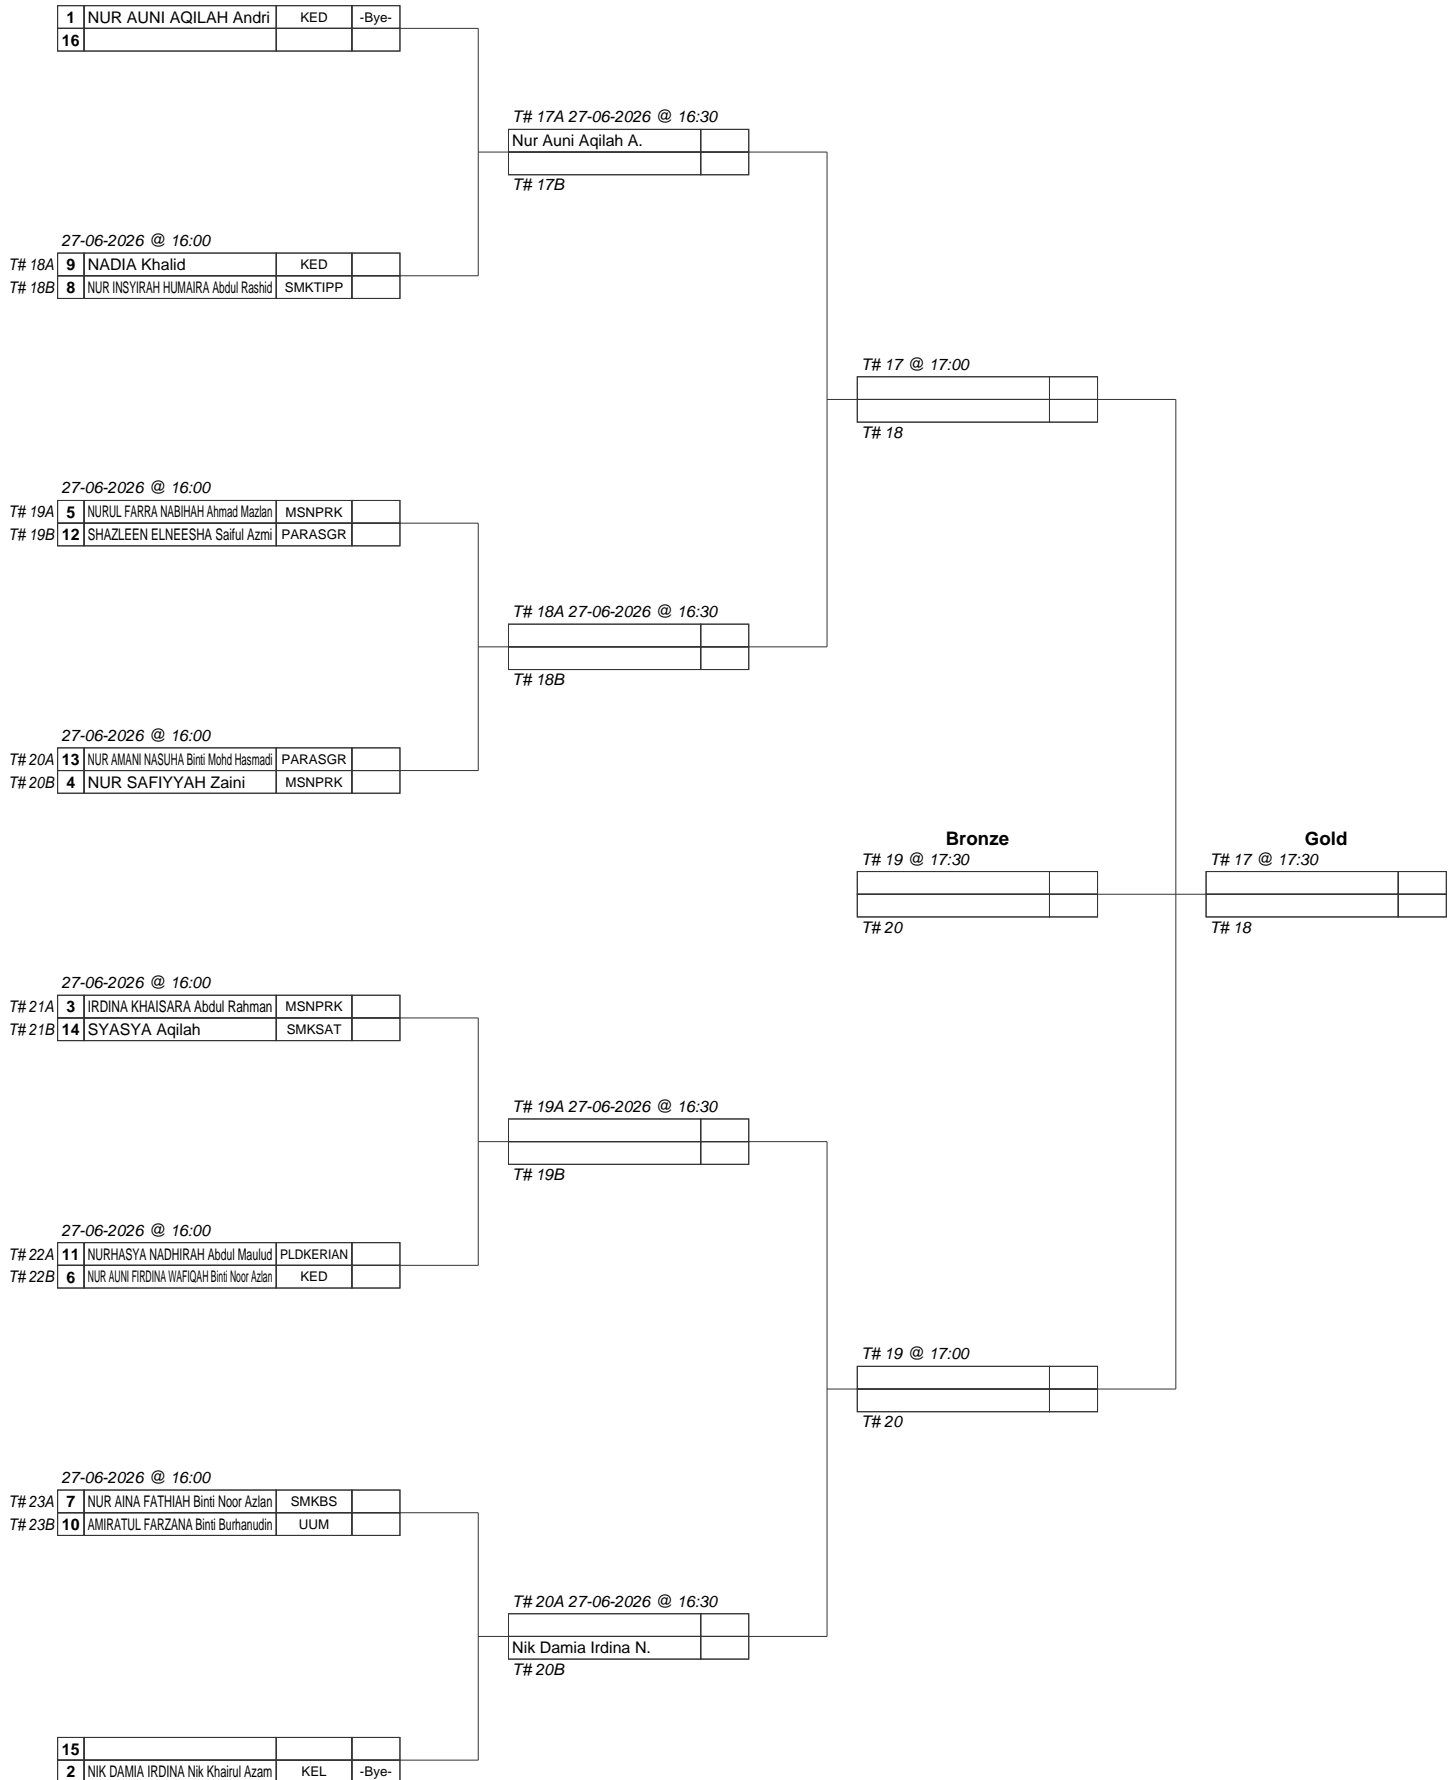 1 NUR AUNI AQILAH Andri KED -Bye-
16
T# 17A 27-06-2026 @ 16:30
Nur Auni Aqilah A.
T# 17B
27-06-2026 @ 16:00
T# 18A 9 NADIA Khalid KED
T# 18B 8 NUR INSYIRAH HUMAIRA Abdul Rashid SMKTIPP
T# 17 @ 17:00
T# 18
27-06-2026 @ 16:00
T# 19A 5 NURUL FARRA NABIHAH Ahmad Mazlan MSNPRK
T# 19B 12 SHAZLEEN ELNEESHA Saiful Azmi PARASGR
T# 18A 27-06-2026 @ 16:30
T# 18B
27-06-2026 @ 16:00
T# 20A 13 NUR AMANI NASUHA Binti Mohd Hasmadi PARASGR
T# 20B 4 NUR SAFIYYAH Zaini MSNPRK
Bronze Gold
T# 19 @ 17:30 T# 17 @ 17:30
T# 20 T# 18
27-06-2026 @ 16:00
T# 21A 3 IRDINA KHAISARA Abdul Rahman MSNPRK
T# 21B 14 SYASYA Aqilah SMKSAT
T# 19A 27-06-2026 @ 16:30
T# 19B
27-06-2026 @ 16:00
T# 22A 11 NURHASYA NADHIRAH Abdul Maulud PLDKERIAN
T# 22B 6 NUR AUNI FIRDINA WAFIQAH Binti Noor Azlan KED
T# 19 @ 17:00
T# 20
27-06-2026 @ 16:00
T# 23A 7 NUR AINA FATHIAH Binti Noor Azlan SMKBS
T# 23B 10 AMIRATUL FARZANA Binti Burhanudin UUM
T# 20A 27-06-2026 @ 16:30
Nik Damia Irdina N.
T# 20B
15
2 NIK DAMIA IRDINA Nik Khairul Azam KEL -Bye-